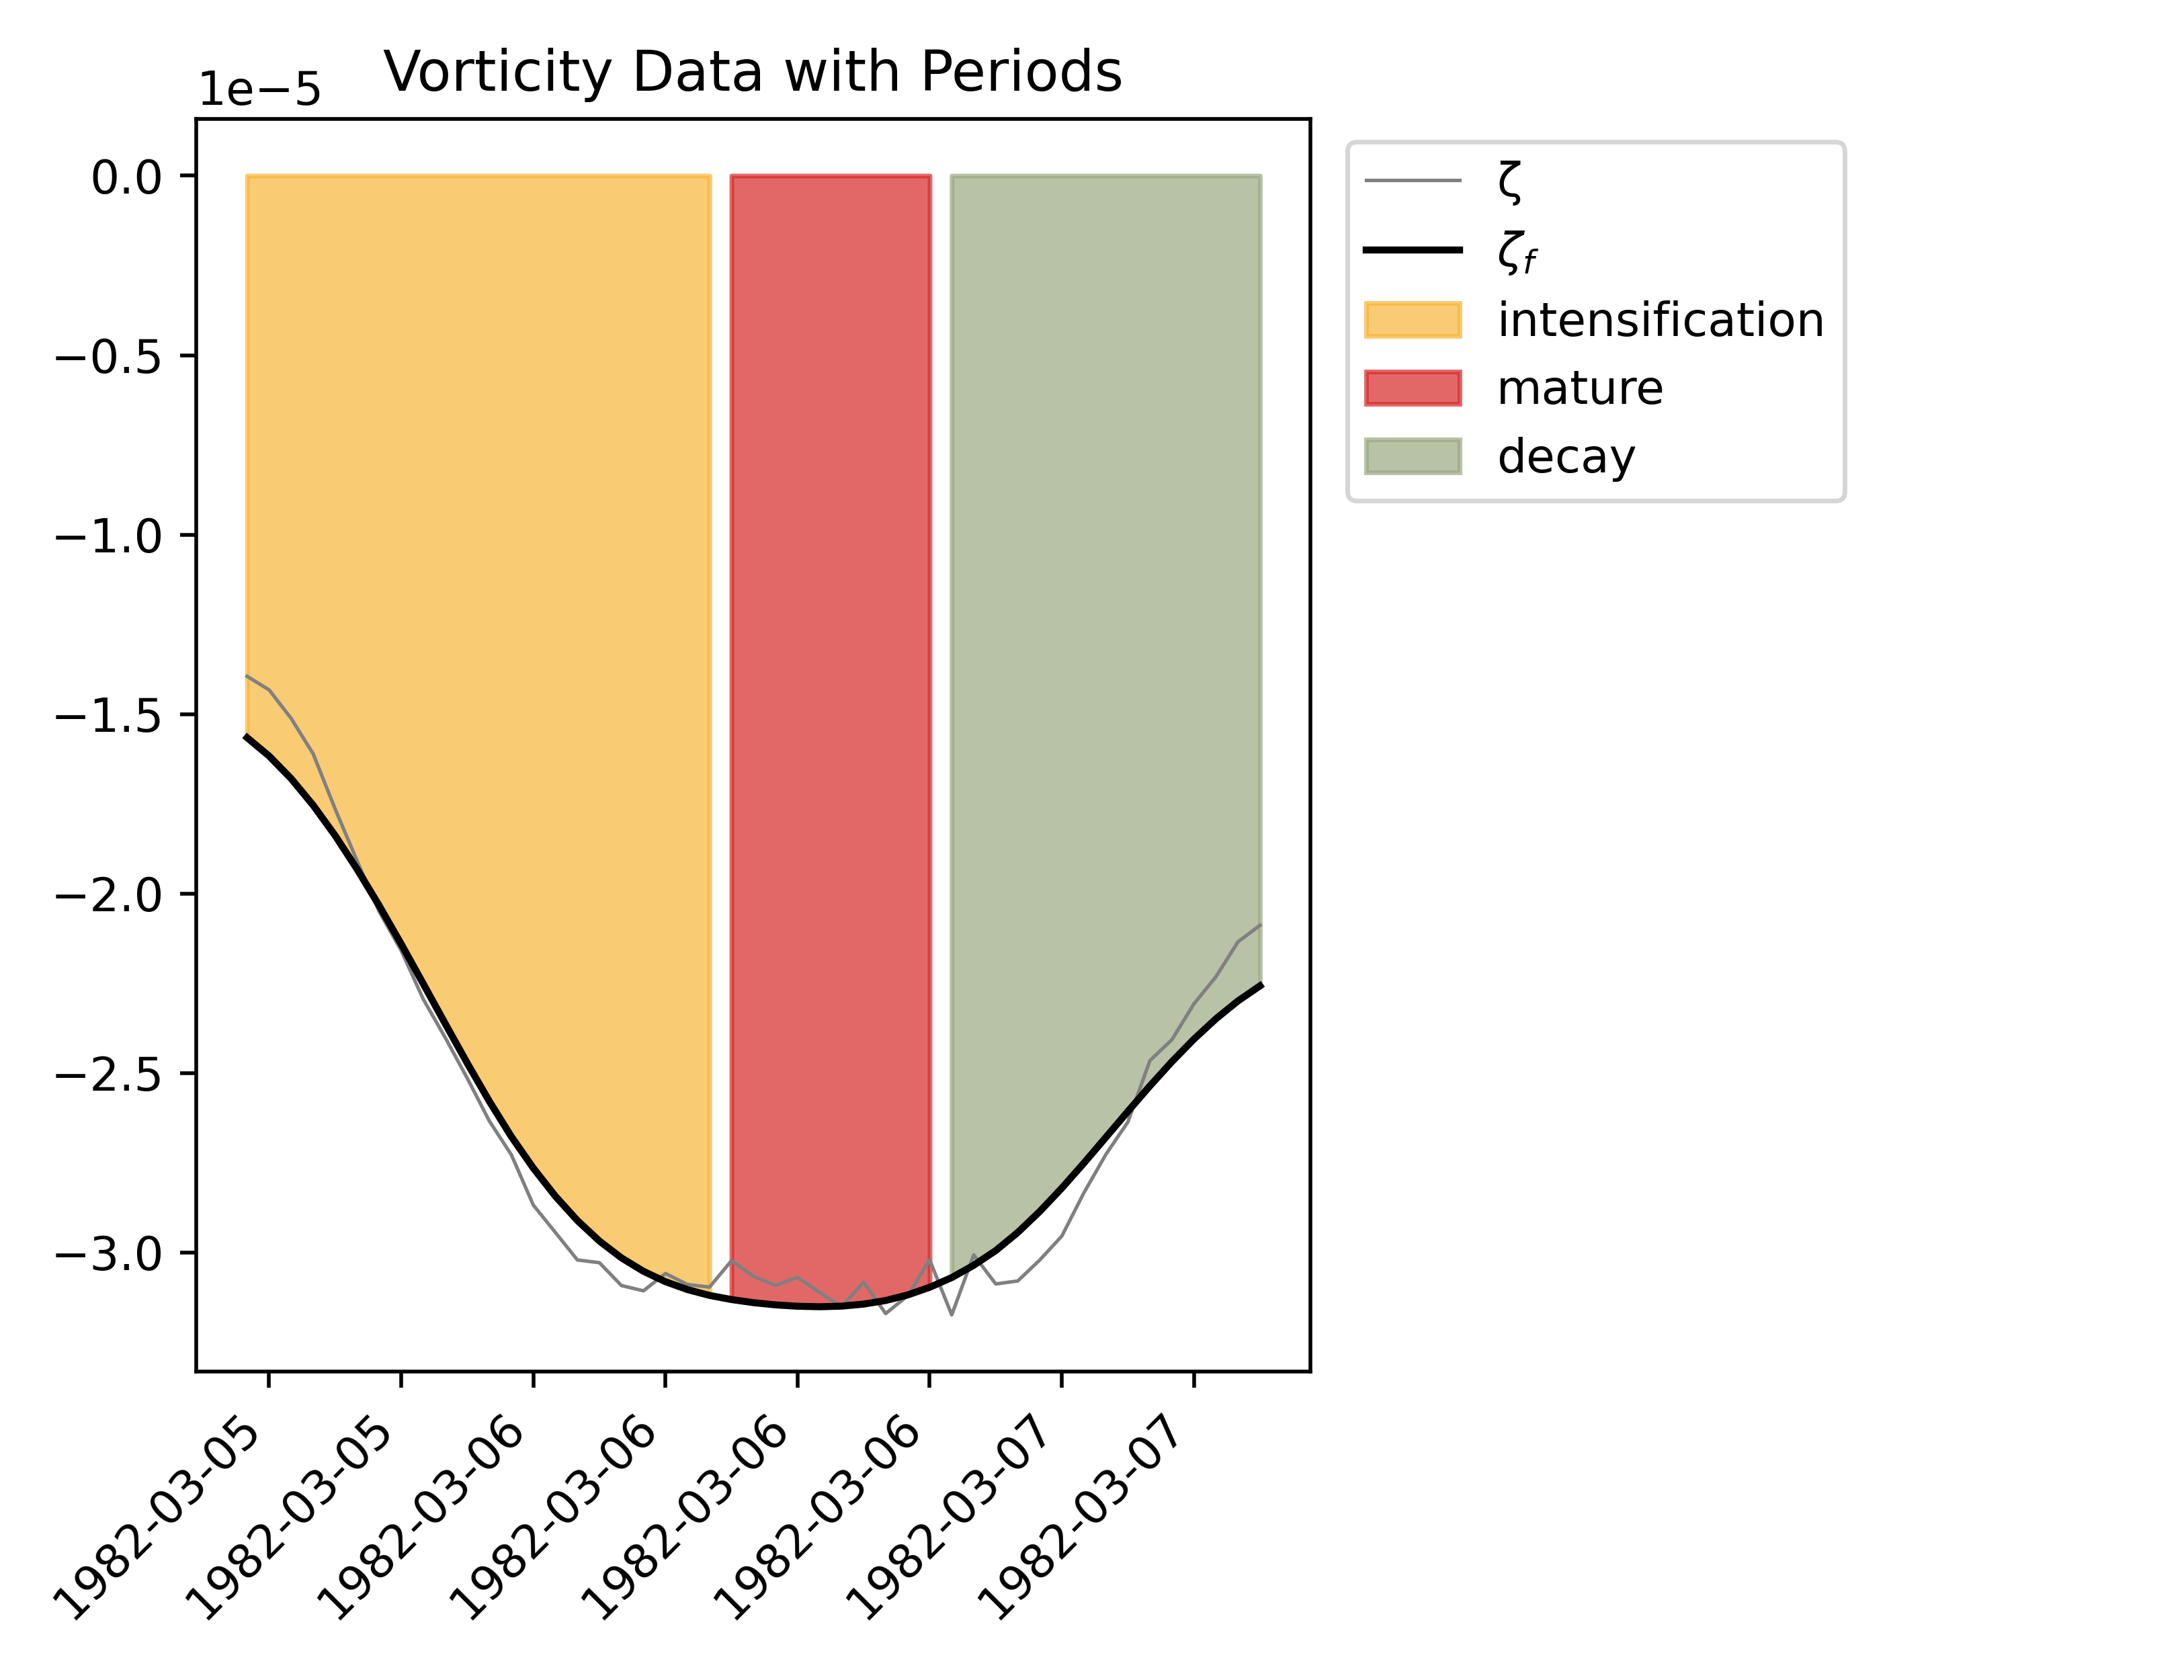 Vorticity Data with Periods
1e−5
0.0
−0.5
−1.0
−1.5
−2.0
−2.5
−3.0
1982-03-05
1982-03-05
1982-03-06
1982-03-06
1982-03-06
1982-03-06
1982-03-07
1982-03-07
ζ
ζf
intensification
mature
decay